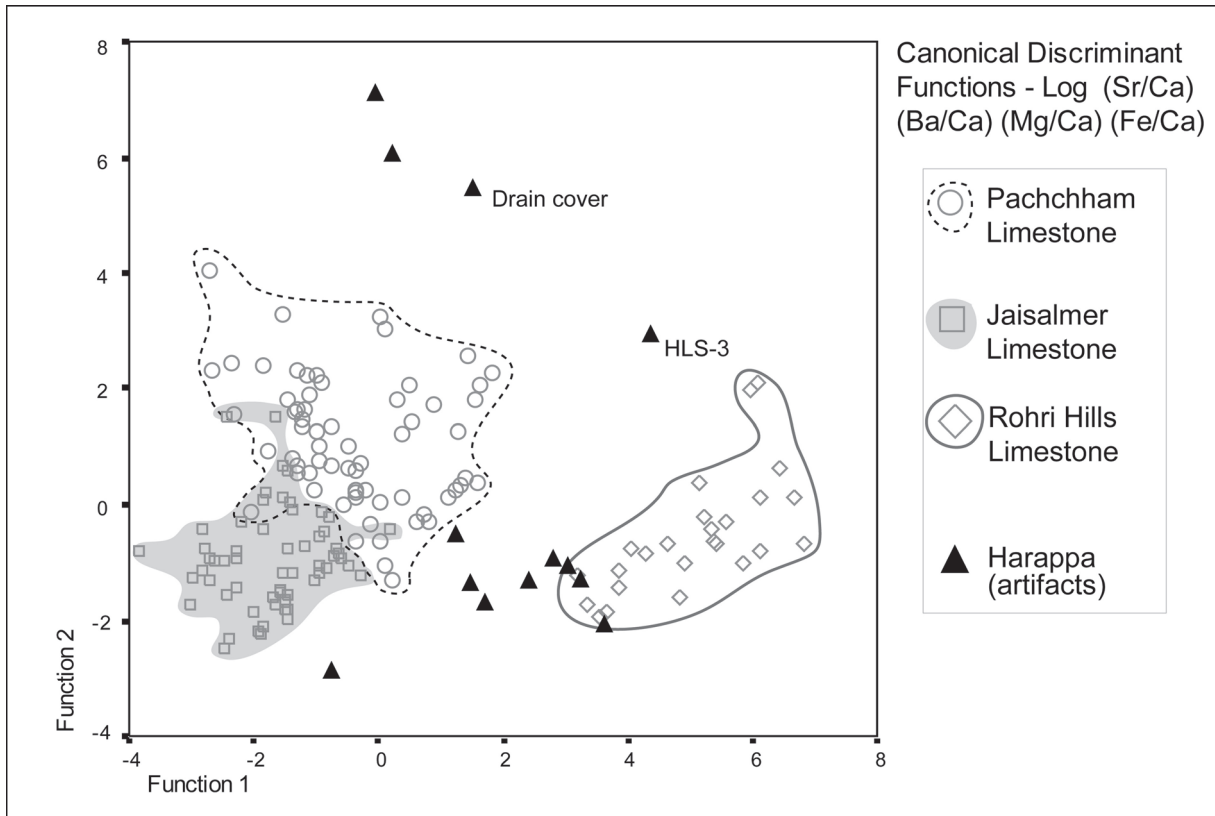 8
6
4
2
0
-2
-4
-4
-2
0
2
4
6
8
Function 2
Function 1
Drain cover
HLS-3
Canonical Discriminant
Functions - Log (Sr/Ca)
(Ba/Ca) (Mg/Ca) (Fe/Ca)
Pachchham
Limestone
Jaisalmer
Limestone
Rohri Hills
Limestone
Harappa
(artifacts)